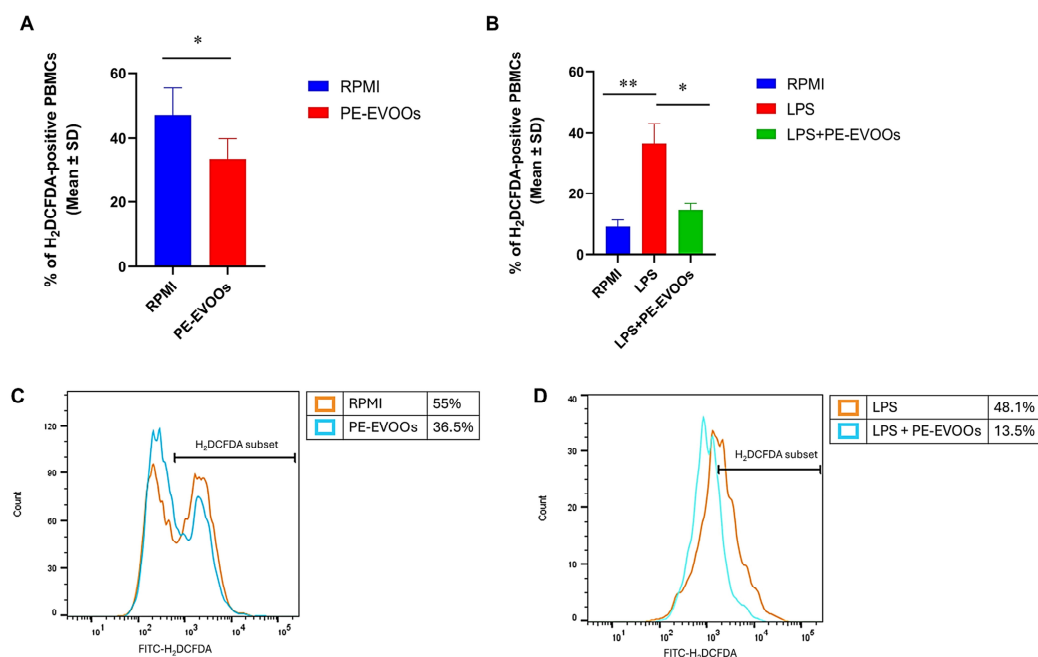 A
*
% of H₂DCFDA-positive PBMCs
(Mean ± SD)
60
40
20
0
RPMI
PE-EVOOs
RPMI
PE-EVOOs
B
**
*
% of H₂DCFDA-positive PBMCs
(Mean ± SD)
60
40
20
0
RPMI
LPS
LPS+PE-EVOOs
RPMI
LPS
LPS+PE-EVOOs
C
RPMI 55%
PE-EVOOs 36.5%
H₂DCFDA subset
Count
120
90
60
30
0
10¹ 10² 10³ 10⁴ 10⁵
FITC-H₂DCFDA
D
LPS 48.1%
LPS + PE-EVOOs 13.5%
H₂DCFDA subset
Count
40
30
20
10
0
10¹ 10² 10³ 10⁴ 10⁵
FITC-H₂DCFDA